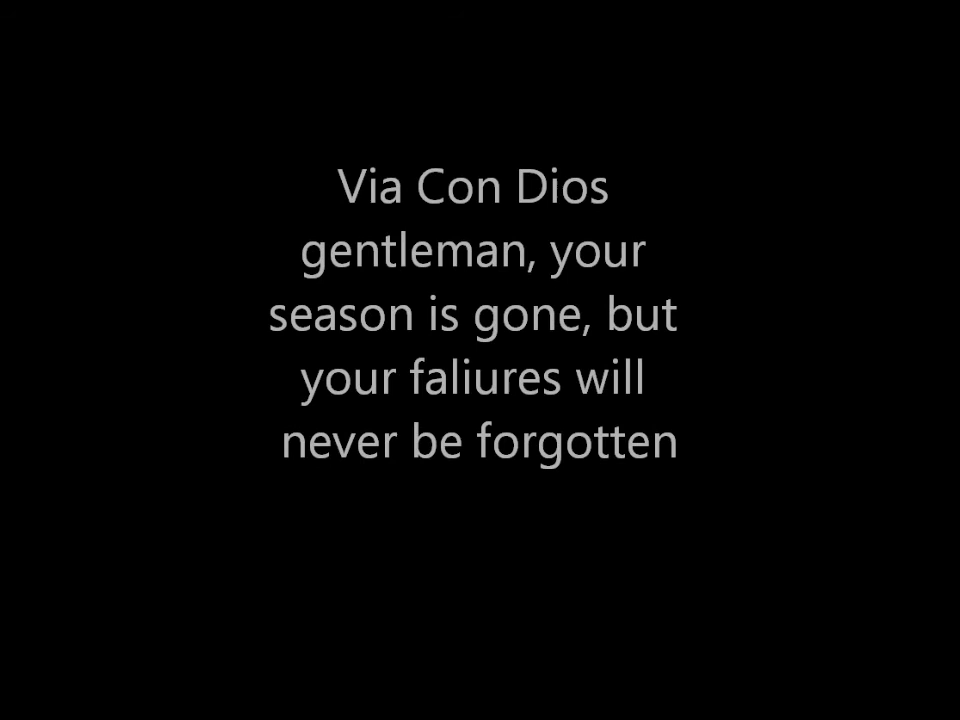 Via Con Dios
gentleman, your
season is gone, but
your faliures will
never be forgotten